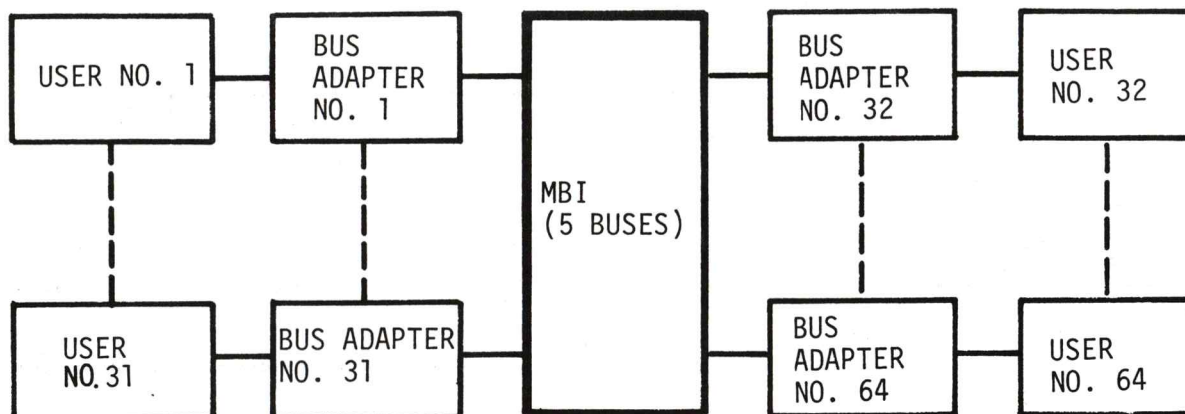 USER NO. 1
BUS
ADAPTER
NO. 1
MBI
(5 BUSES)
BUS
ADAPTER
NO. 32
USER
NO. 32
USER
NO.31
BUS ADAPTER
NO. 31
BUS
ADAPTER
NO. 64
USER
NO. 64